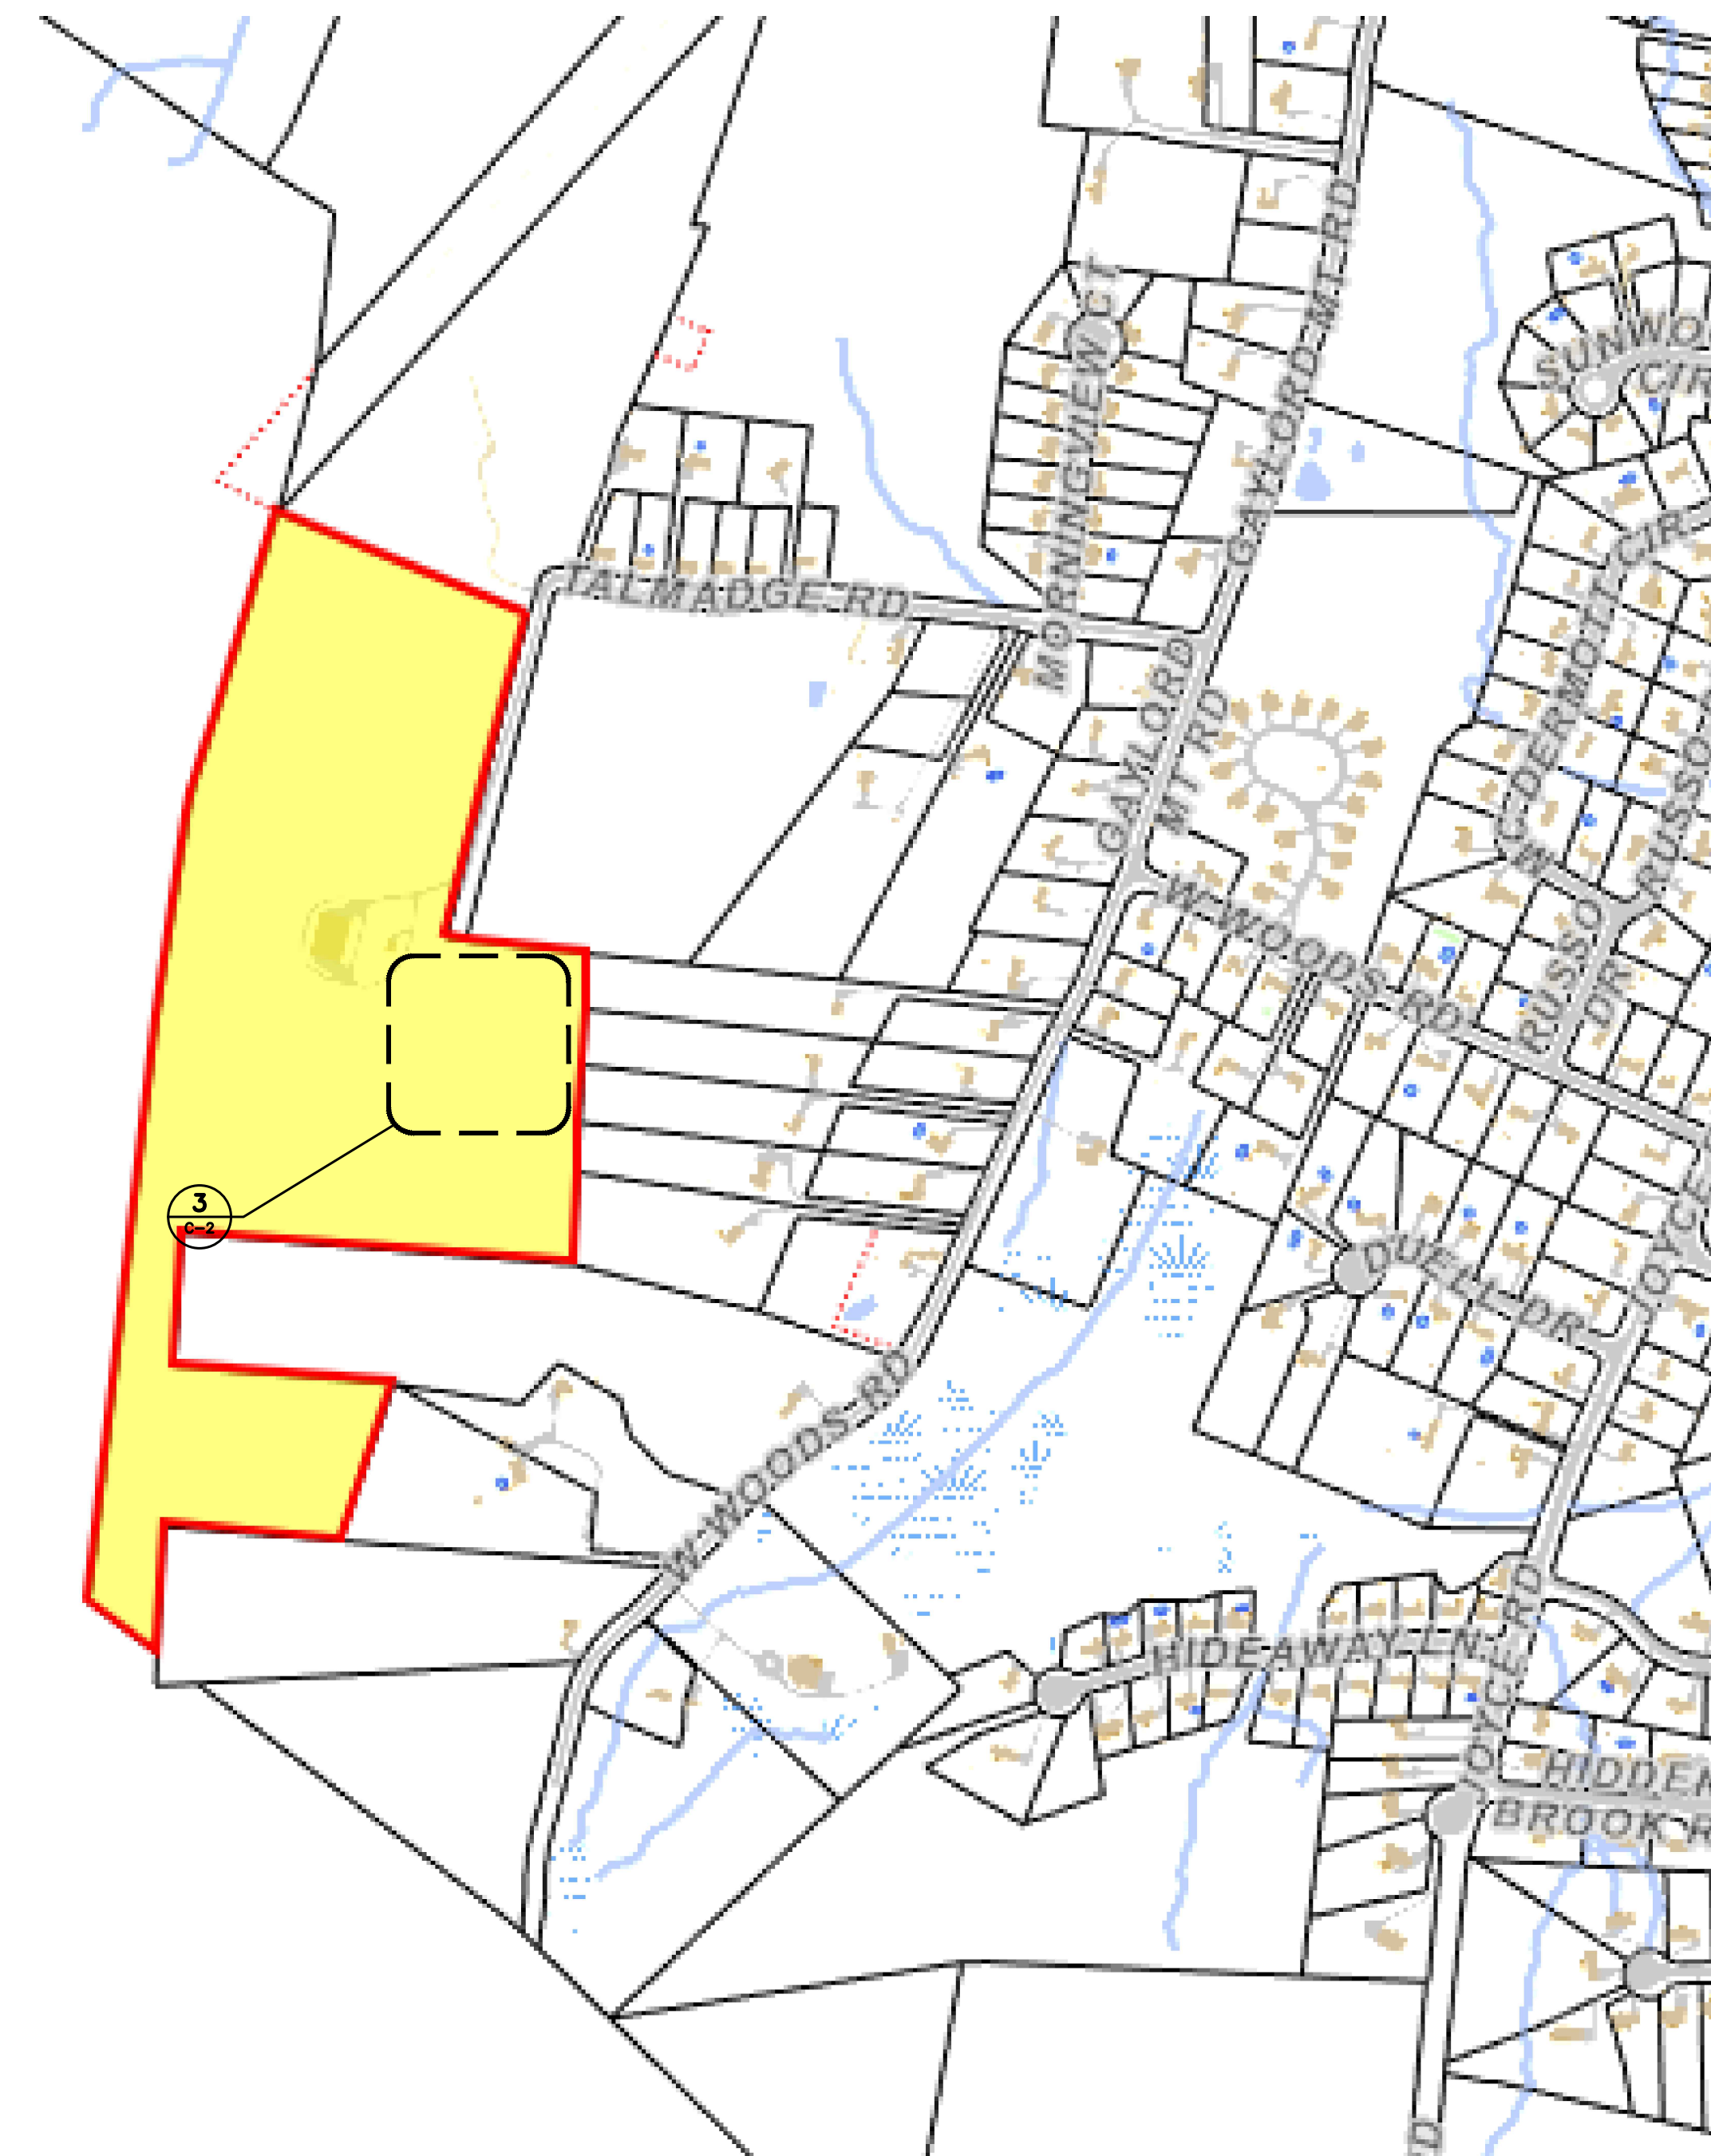 MORNINGVIEW CT
GAYLORD MT RD
SUNWO
CIR
TALMADGE RD
GAYLORD
MT RD
MCDERMOTT CIR
RUSSO
W WOODS RD
RUSSO
DR
3
C-2
DUELL DR
JOYCE
W WOODS RD
HIDEAWAY LN
JOYCE RD
HIDDEN
BROOK R